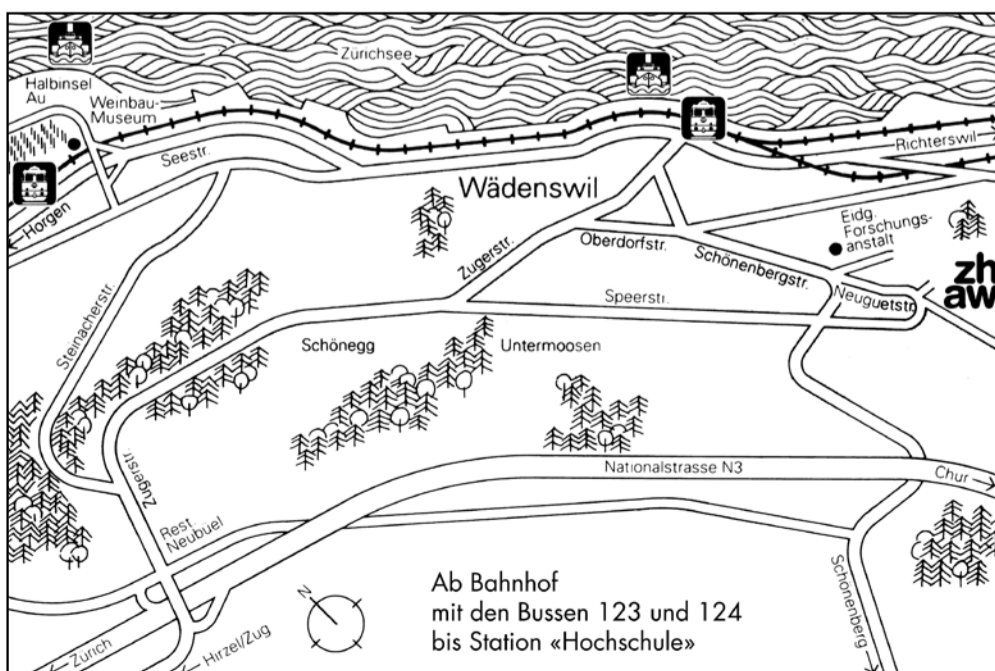 Zürichsee
Halbinsel
Au
Weinbau-
Museum
Seestr.
Richterswil
Horgen
Wädenswil
Eidg.
Forschungs-
anstalt
Zugerstr.
Oberdorfstr.
Schönenbergstr.
zh
aw
Steinacherstr.
Speerstr.
Neuguetstr.
Schönegg
Untermoosen
Zugerstr.
Nationalstrasse N3
Chur
Rest.
Neubüel
Schönenberg
N
Ab Bahnhof
mit den Bussen 123 und 124
bis Station «Hochschule»
Zürich
Hirzel/Zug